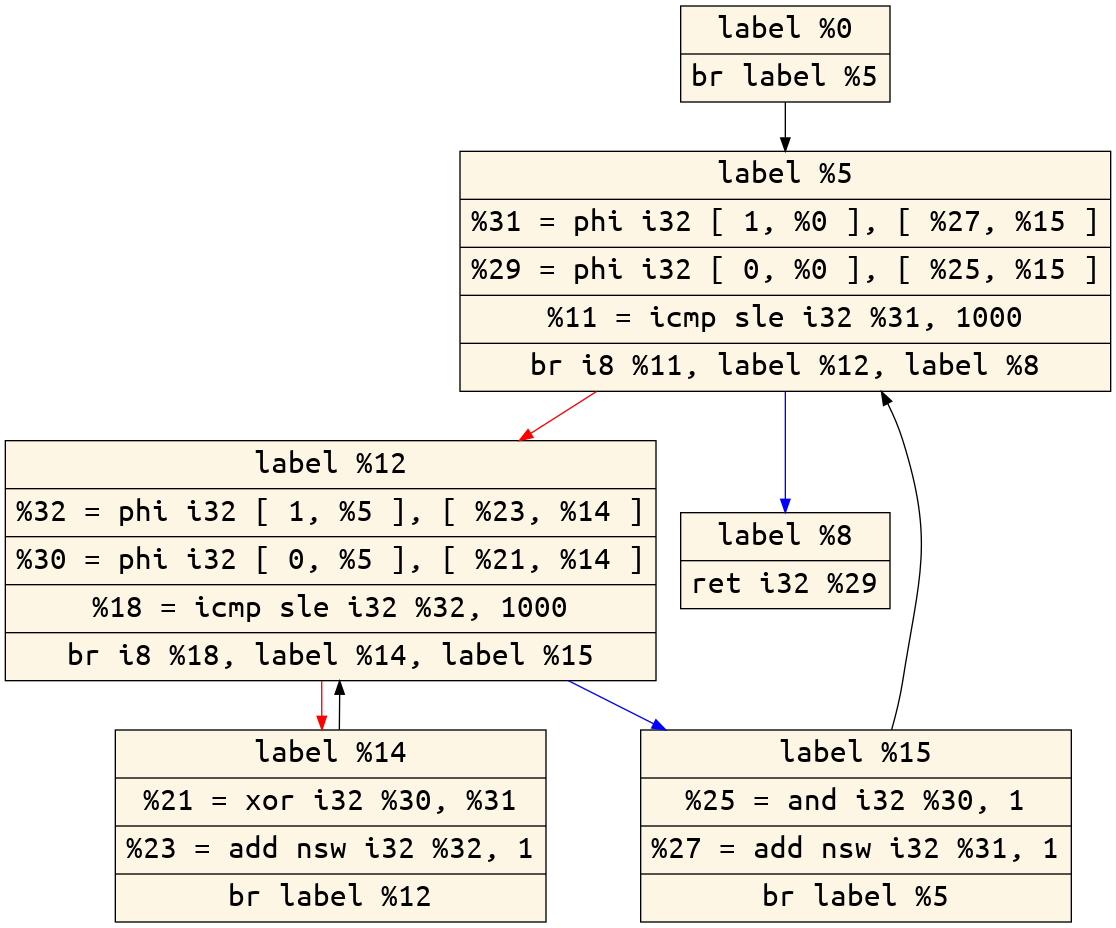 label %0
br label %5
label %5
%31 = phi i32 [ 1, %0 ], [ %27, %15 ]
%29 = phi i32 [ 0, %0 ], [ %25, %15 ]
%11 = icmp sle i32 %31, 1000
br i8 %11, label %12, label %8
label %12
%32 = phi i32 [ 1, %5 ], [ %23, %14 ]
%30 = phi i32 [ 0, %5 ], [ %21, %14 ]
%18 = icmp sle i32 %32, 1000
br i8 %18, label %14, label %15
label %8
ret i32 %29
label %14
%21 = xor i32 %30, %31
%23 = add nsw i32 %32, 1
br label %12
label %15
%25 = and i32 %30, 1
%27 = add nsw i32 %31, 1
br label %5